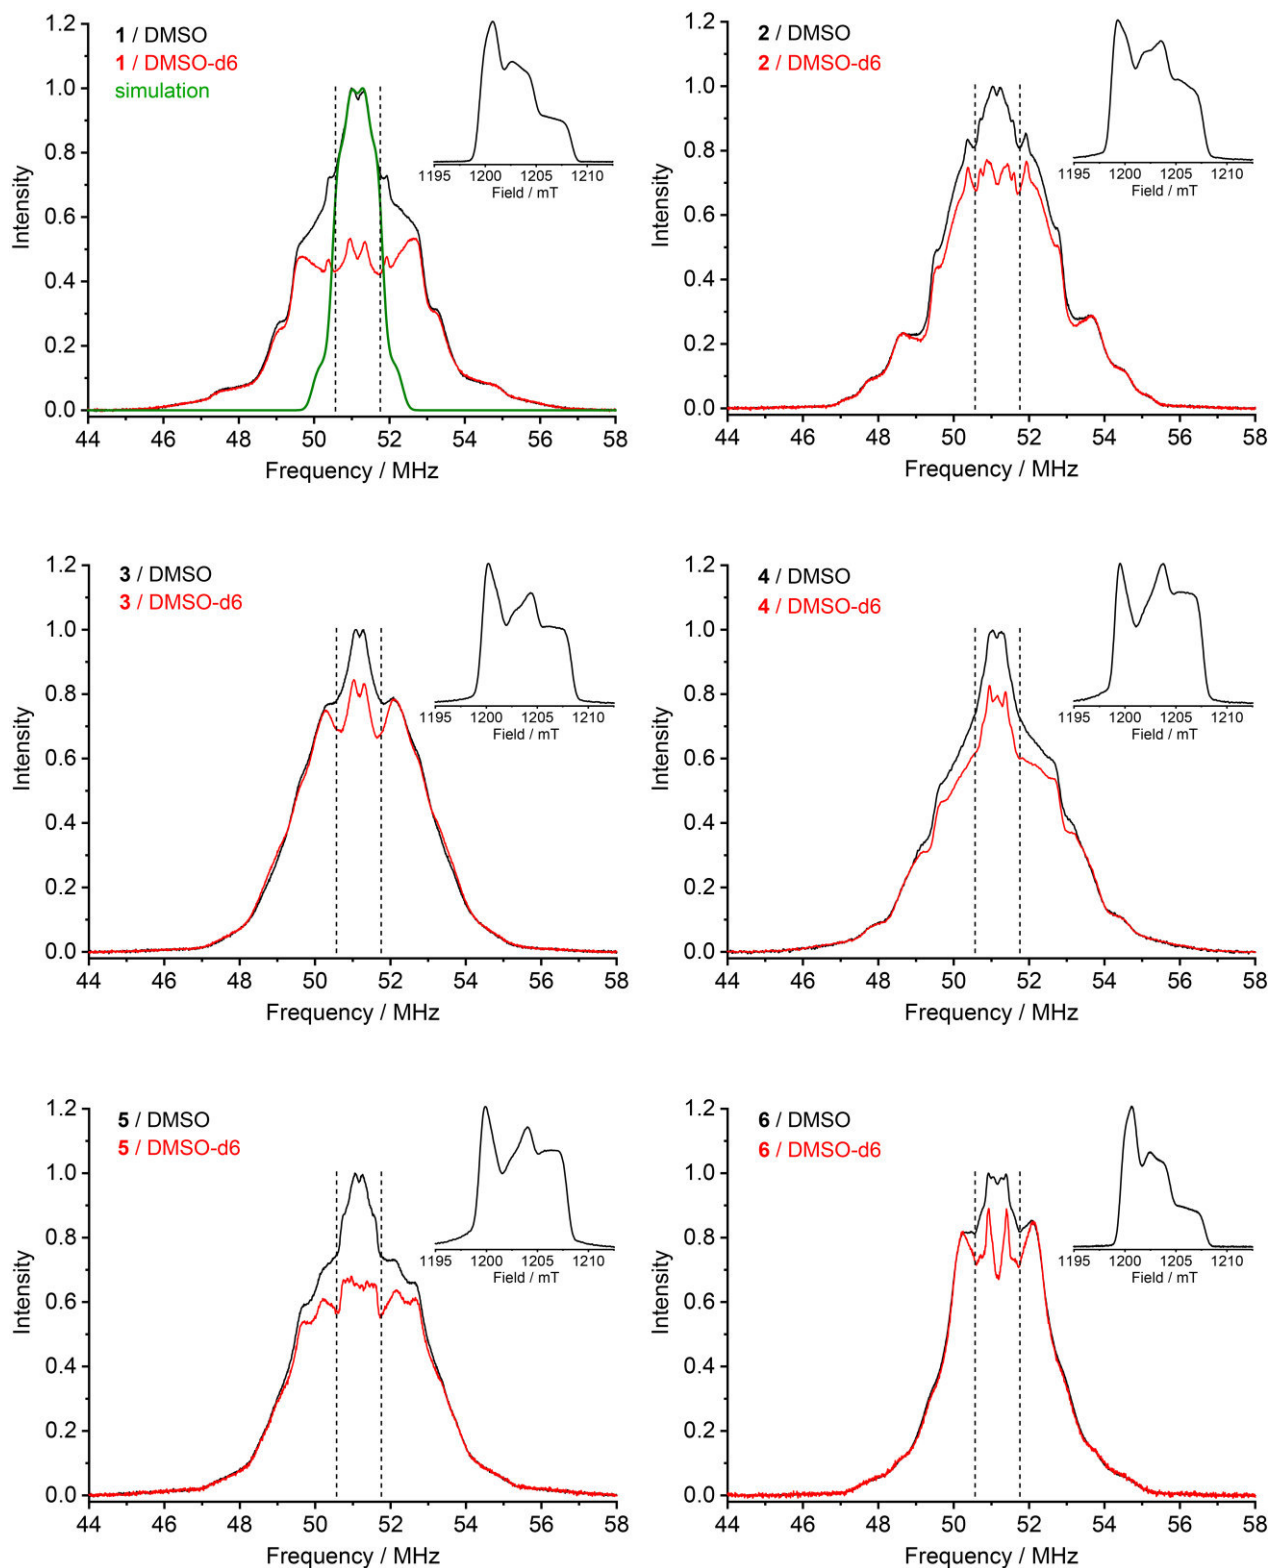 1 / DMSO
1 / DMSO-d6
simulation
Intensity
1.2
1.0
0.8
0.6
0.4
0.2
0.0
44 46 48 50 52 54 56 58
Frequency / MHz
1195 1200 1205 1210
Field / mT
2 / DMSO
2 / DMSO-d6
Intensity
1.2
1.0
0.8
0.6
0.4
0.2
0.0
44 46 48 50 52 54 56 58
Frequency / MHz
1195 1200 1205 1210
Field / mT
3 / DMSO
3 / DMSO-d6
Intensity
1.2
1.0
0.8
0.6
0.4
0.2
0.0
44 46 48 50 52 54 56 58
Frequency / MHz
1195 1200 1205 1210
Field / mT
4 / DMSO
4 / DMSO-d6
Intensity
1.2
1.0
0.8
0.6
0.4
0.2
0.0
44 46 48 50 52 54 56 58
Frequency / MHz
1195 1200 1205 1210
Field / mT
5 / DMSO
5 / DMSO-d6
Intensity
1.2
1.0
0.8
0.6
0.4
0.2
0.0
44 46 48 50 52 54 56 58
Frequency / MHz
1195 1200 1205 1210
Field / mT
6 / DMSO
6 / DMSO-d6
Intensity
1.2
1.0
0.8
0.6
0.4
0.2
0.0
44 46 48 50 52 54 56 58
Frequency / MHz
1195 1200 1205 1210
Field / mT